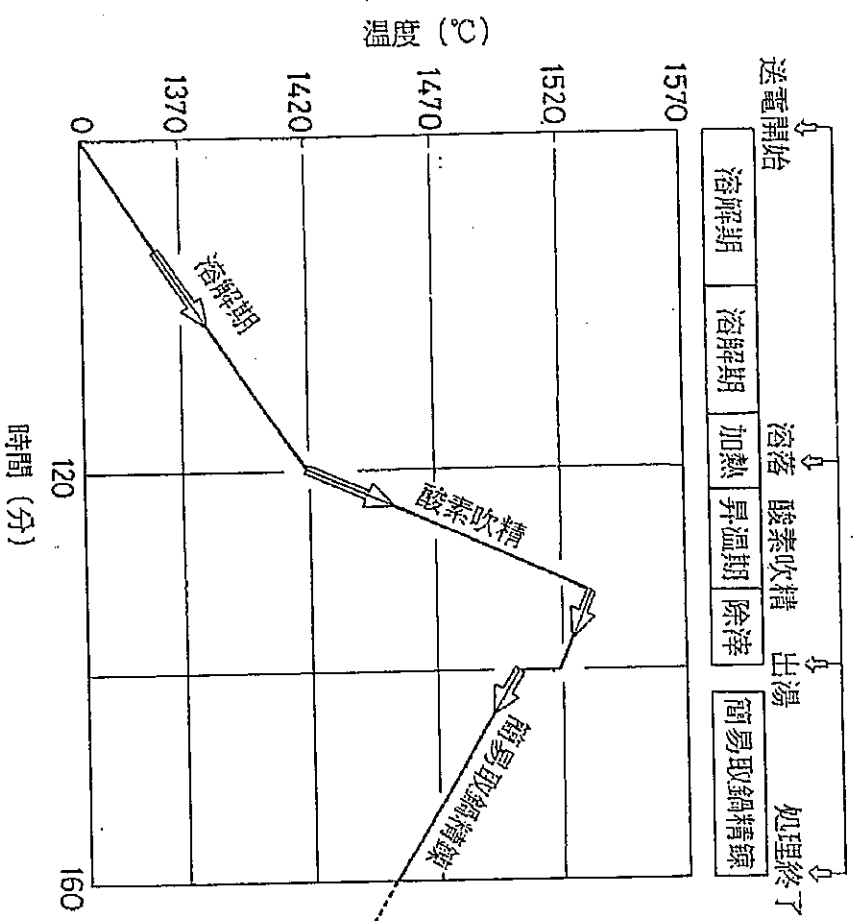 送電開始 溶落 酸素吹精 出湯 処理終了
溶解期 溶解期 加熱 昇温期 除滓 簡易取鍋精錬
温度 (℃)
1570
1520
1470
1420
1370
0
溶解期
酸素吹精
簡易取鍋精錬
120
160
時間 (分)